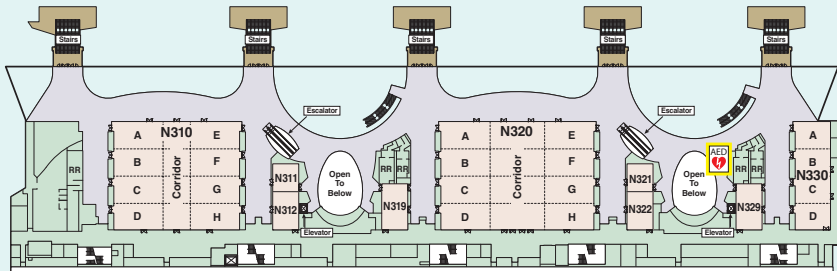 Stairs
Stairs
Stairs
Stairs
Stairs
Escalator
Escalator
N310
A
E
B
F
C
G
D
H
Corridor
N311
N312
Open
To
Below
RR
RR
RR
N319
Elevator
N320
A
E
B
F
C
G
D
H
Corridor
N321
N322
Open
To
Below
AED
RR
RR
N329
Elevator
A
B
N330
C
D